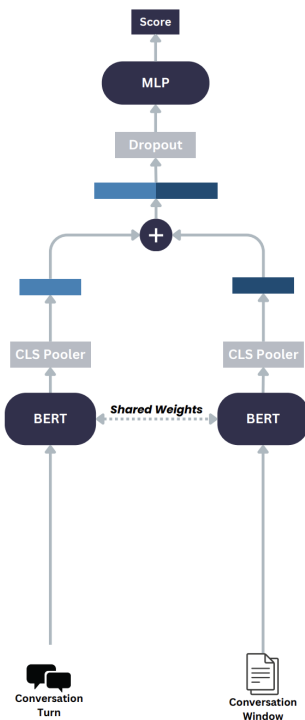 Score
MLP
Dropout
+
CLS Pooler
CLS Pooler
BERT
Shared Weights
BERT
Conversation
Turn
Conversation
Window